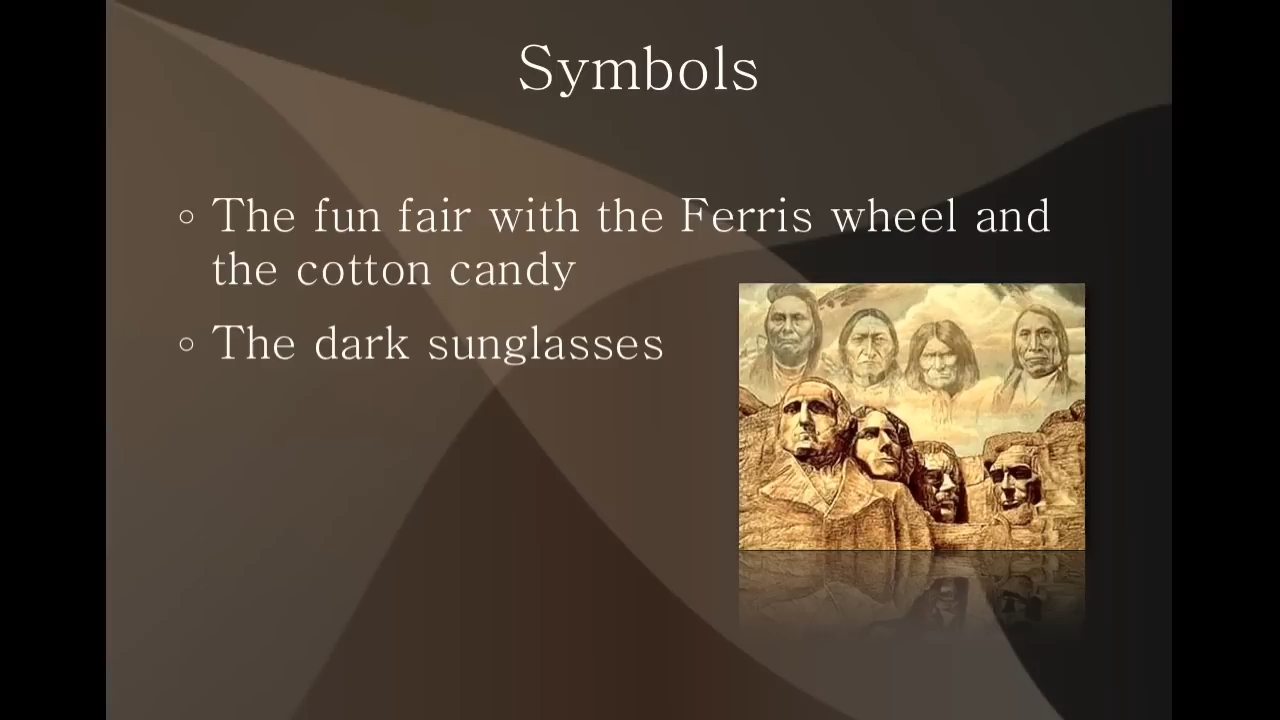 Symbols
The fun fair with the Ferris wheel and
the cotton candy
The dark sunglasses